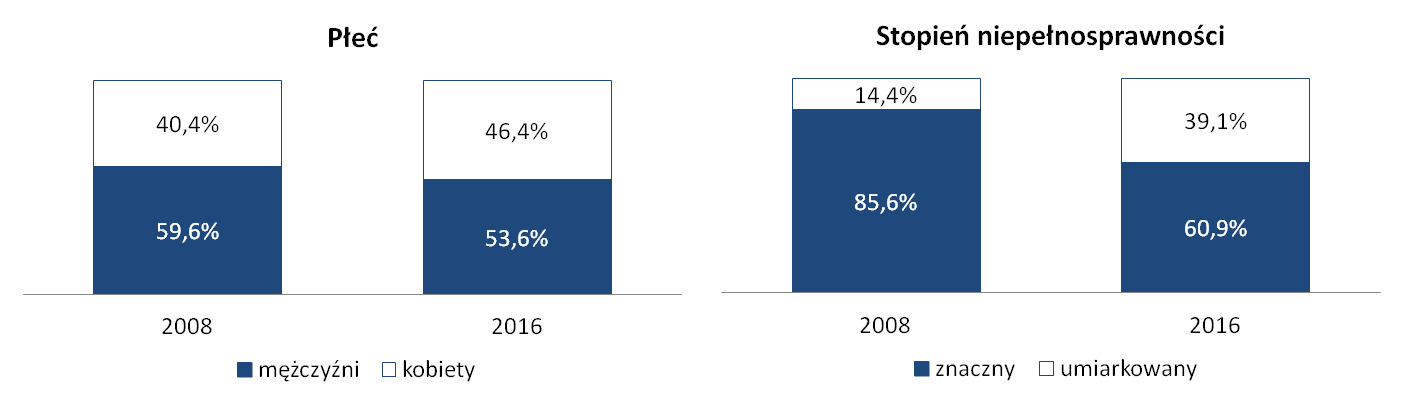 Płeć
40,4%
46,4%
59,6%
53,6%
2008
2016
mężczyźni
kobiety
Stopień niepełnosprawności
14,4%
39,1%
85,6%
60,9%
2008
2016
znaczny
umiarkowany